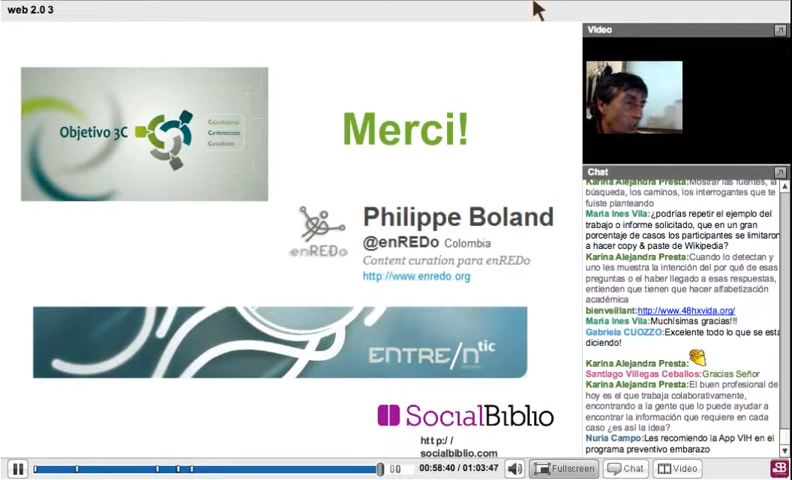 web 2.0 3
Objetivo 3C
Capacitaciones
Conferencias
Consultorías
Merci!
enREDo
Philippe Boland
@enREDo Colombia
Content curation para enREDo
http://www.enredo.org
ENTRE/N tic
SocialBiblio
http://
socialbiblio.com
Video
Chat
Karina Alejandra Presta:Mostrar las fuentes, la
búsqueda, los caminos, los interrogantes que te
fuiste planteando
Maria Ines Vila:¿podrías repetir el ejemplo del
trabajo o informe solicitado, que en un gran
porcentaje de casos los participantes se limitaron
a hacer copy & paste de Wikipedia?
Karina Alejandra Presta:Cuando lo detectan y
uno les muestra la intención del por qué de esas
preguntas o el haber llegado a esas respuestas,
entienden que tienen que hacer alfabetización
académica
bienveillant:http://www.48hxvida.org/
Maria Ines Vila:Muchísimas gracias!!!
Gabriela CUOZZO:Excelente todo lo que se está
diciendo!
Karina Alejandra Presta:
Santiago Villegas Ceballos:Gracias Señor
Karina Alejandra Presta:El buen profesional de
hoy es el que trabaja colaborativamente,
encontrando a la gente que lo puede ayudar a
encontrar la información que requiere en cada
caso ¿es así la idea?
Nuria Campo:Les recomiendo la App VIH en el
programa preventivo embarazo
00:58:40 / 01:03:47
Fullscreen
Chat
Video
SB